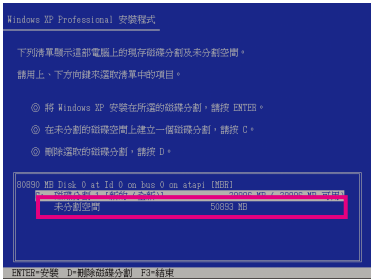 Windows XP Professional 安裝程式
下列清單顯示這部電腦上的現存磁碟分割及未分割空間。
請用上、下方向鍵來選取清單中的項目。
◎ 將 Windows XP 安裝在所選的磁碟分割，請按 ENTER。
◎ 在未分割的磁碟空間上建立一個磁碟分割，請按 C。
◎ 刪除選取的磁碟分割，請按 D。
80890 MB Disk 0 at Id 0 on bus 0 on atapi [MBR]
未分割空間 50893 MB
ENTER=安裝 D=刪除磁碟分割 F3=結束